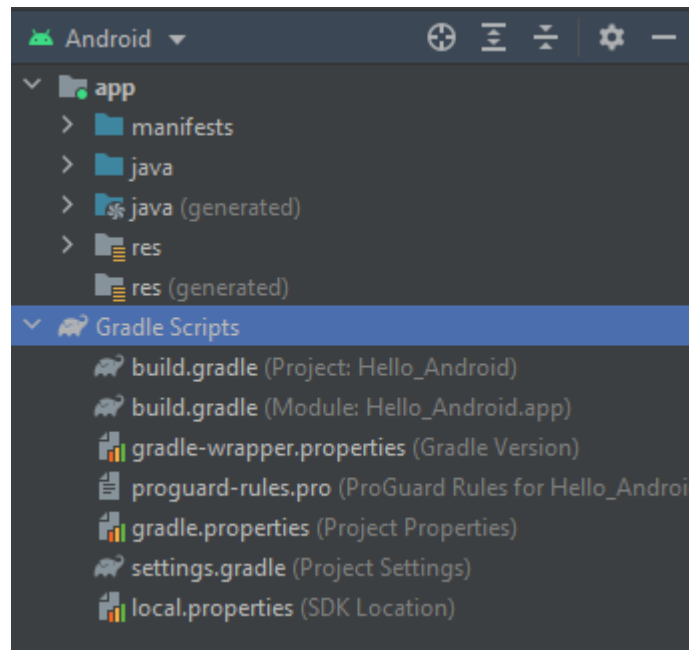 Android
app
manifests
java
java (generated)
res
res (generated)
Gradle Scripts
build.gradle (Project: Hello_Android)
build.gradle (Module: Hello_Android.app)
gradle-wrapper.properties (Gradle Version)
proguard-rules.pro (ProGuard Rules for Hello_Androi
gradle.properties (Project Properties)
settings.gradle (Project Settings)
local.properties (SDK Location)